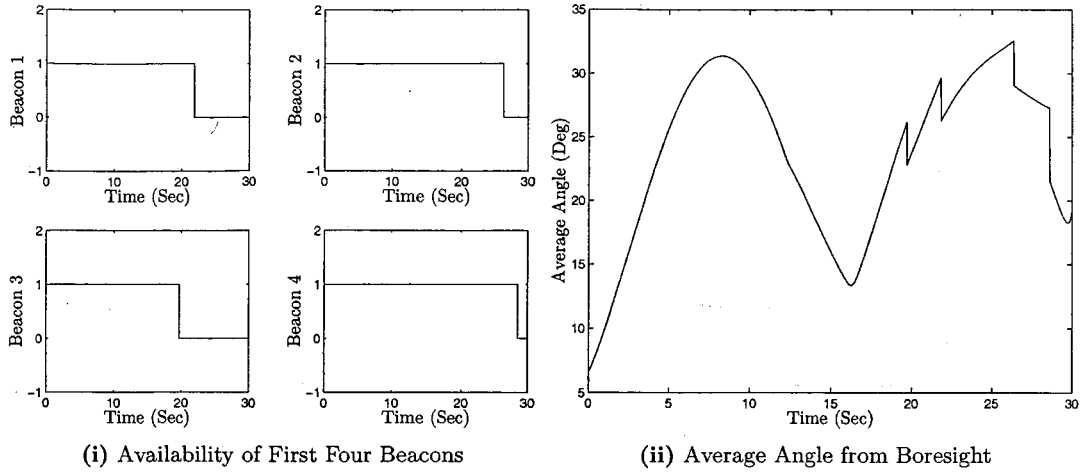 2
1
0
-1
Beacon 1
0 10 20 30
Time (Sec)
2
1
0
-1
Beacon 2
0 10 20 30
Time (Sec)
2
1
0
-1
Beacon 3
0 10 20 30
Time (Sec)
2
1
0
-1
Beacon 4
0 10 20 30
Time (Sec)
(i) Availability of First Four Beacons
35
30
25
20
15
10
5
Average Angle (Deg)
0 5 10 15 20 25 30
Time (Sec)
(ii) Average Angle from Boresight